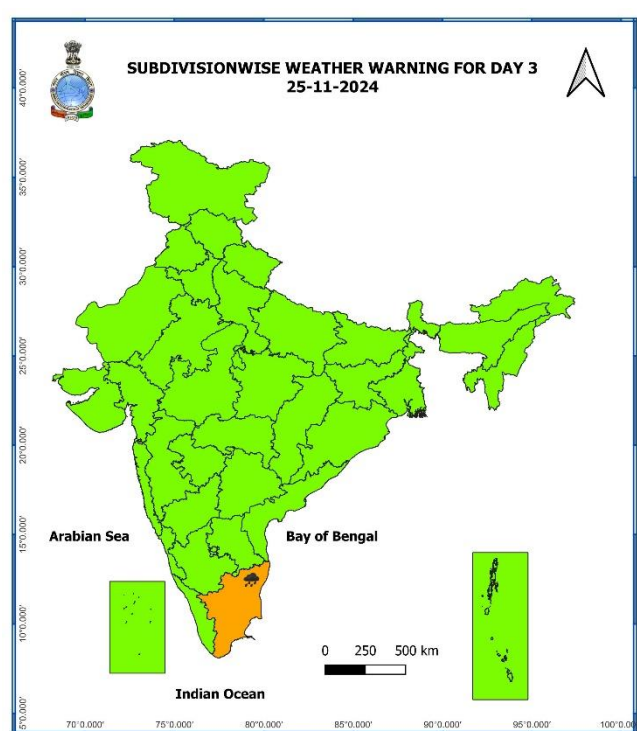 SUBDIVISIONWISE WEATHER WARNING FOR DAY 3
25-11-2024
40°0.000'
35°0.000'
30°0.000'
25°0.000'
20°0.000'
15°0.000'
10°0.000'
5°0.000'
Arabian Sea
Bay of Bengal
0 250 500 km
Indian Ocean
70°0.000' 75°0.000' 80°0.000' 85°0.000' 90°0.000' 95°0.000' 100°0.00